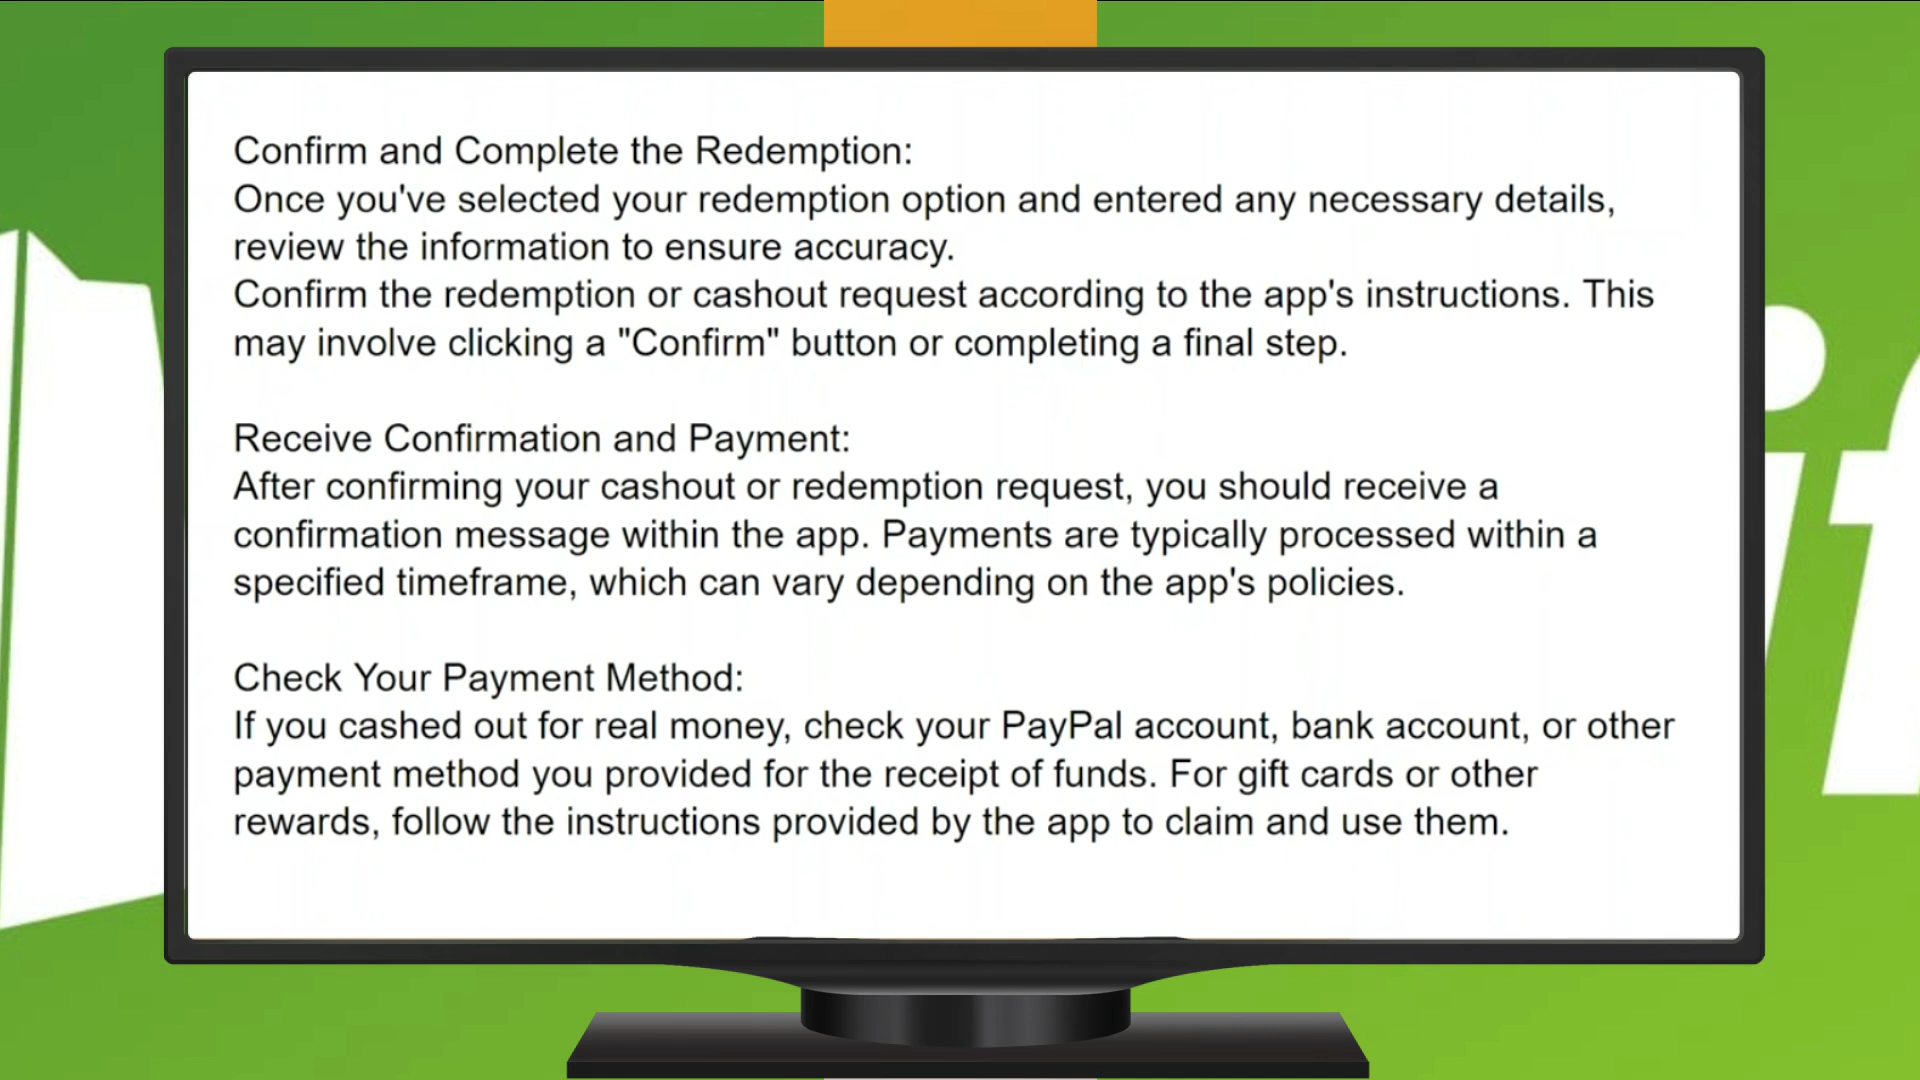 Confirm and Complete the Redemption:
Once you've selected your redemption option and entered any necessary details,
review the information to ensure accuracy.
Confirm the redemption or cashout request according to the app's instructions. This
may involve clicking a "Confirm" button or completing a final step.
Receive Confirmation and Payment:
After confirming your cashout or redemption request, you should receive a
confirmation message within the app. Payments are typically processed within a
specified timeframe, which can vary depending on the app's policies.
Check Your Payment Method:
If you cashed out for real money, check your PayPal account, bank account, or other
payment method you provided for the receipt of funds. For gift cards or other
rewards, follow the instructions provided by the app to claim and use them.